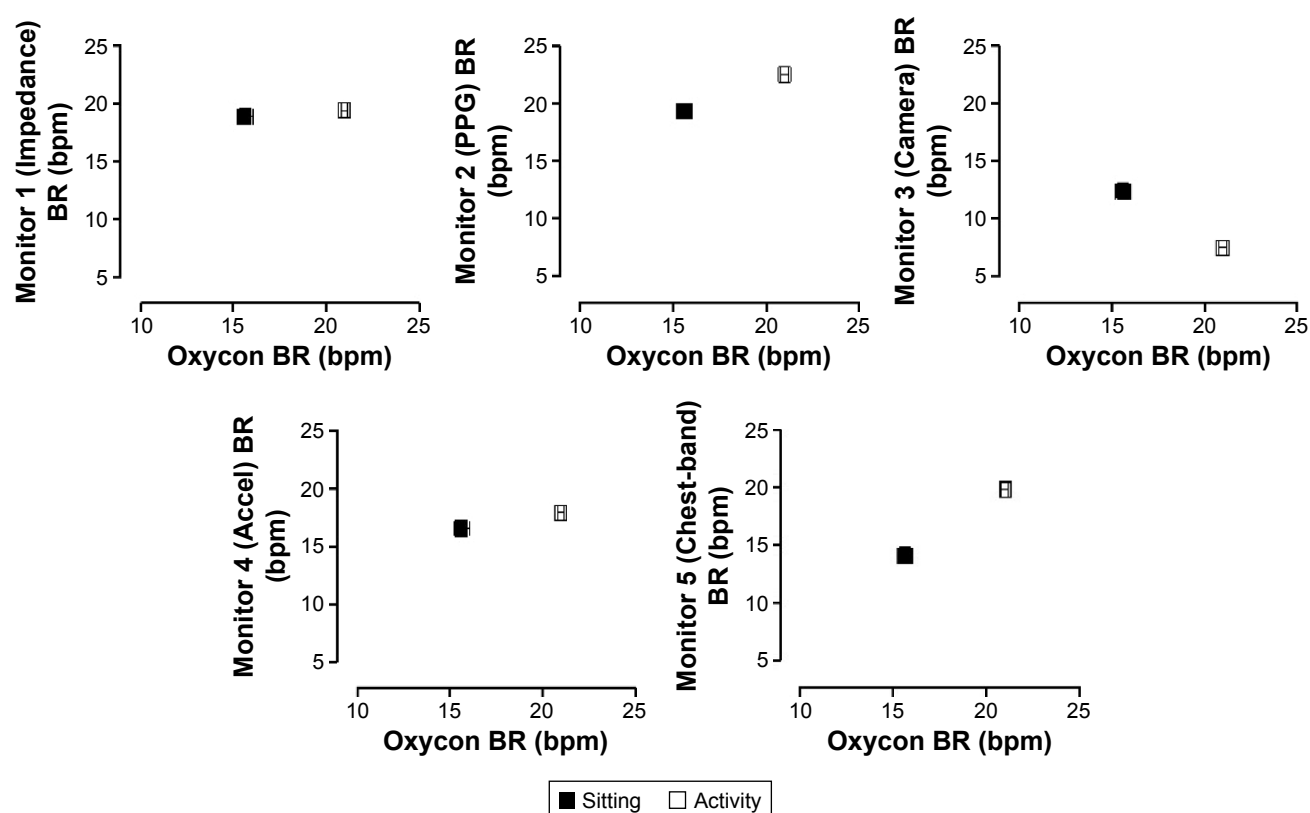 Monitor 1 (Impedance)
BR (bpm)
25
20
15
10
5
10 15 20 25
Oxycon BR (bpm)
Monitor 2 (PPG) BR
(bpm)
25
20
15
10
5
10 15 20 25
Oxycon BR (bpm)
Monitor 3 (Camera) BR
(bpm)
25
20
15
10
5
10 15 20 25
Oxycon BR (bpm)
Monitor 4 (Accel) BR
(bpm)
25
20
15
10
5
10 15 20 25
Oxycon BR (bpm)
Monitor 5 (Chest-band)
BR (bpm)
25
20
15
10
5
10 15 20 25
Oxycon BR (bpm)
Sitting Activity